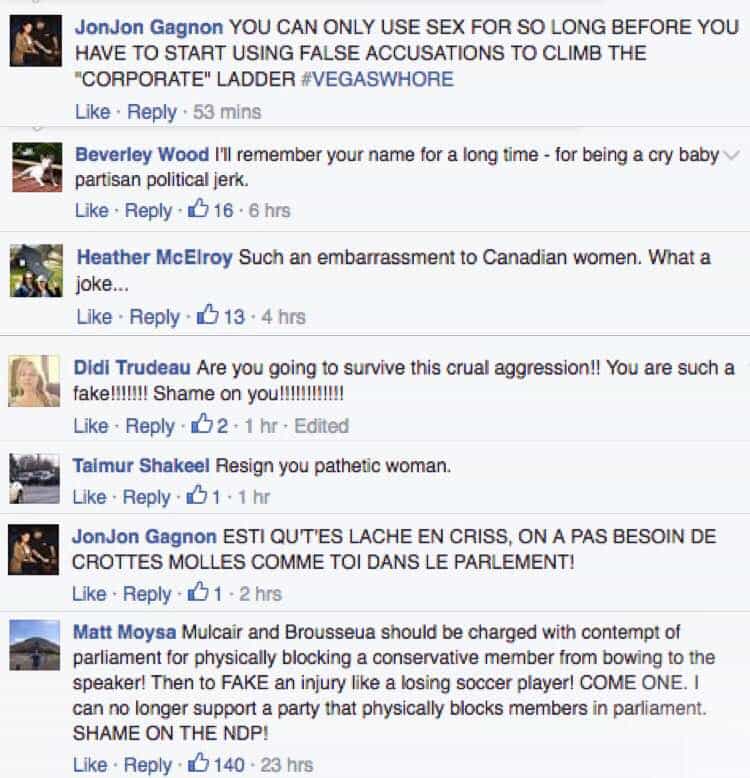 JonJon Gagnon YOU CAN ONLY USE SEX FOR SO LONG BEFORE YOU
HAVE TO START USING FALSE ACCUSATIONS TO CLIMB THE
"CORPORATE" LADDER #VEGASWHORE
Like · Reply · 53 mins
Beverley Wood I'll remember your name for a long time - for being a cry baby
partisan political jerk.
Like · Reply · 16 · 6 hrs
Heather McElroy Such an embarrassment to Canadian women. What a
joke...
Like · Reply · 13 · 4 hrs
Didi Trudeau Are you going to survive this crual aggression!! You are such a
fake!!!!!!! Shame on you!!!!!!!!!!!!
Like · Reply · 2 · 1 hr · Edited
Taimur Shakeel Resign you pathetic woman.
Like · Reply · 1 · 1 hr
JonJon Gagnon ESTI QU'T'ES LACHE EN CRISS, ON A PAS BESOIN DE
CROTTES MOLLES COMME TOI DANS LE PARLEMENT!
Like · Reply · 1 · 2 hrs
Matt Moysa Mulcair and Brousseua should be charged with contempt of
parliament for physically blocking a conservative member from bowing to the
speaker! Then to FAKE an injury like a losing soccer player! COME ONE. I
can no longer support a party that physically blocks members in parliament.
SHAME ON THE NDP!
Like · Reply · 140 · 23 hrs